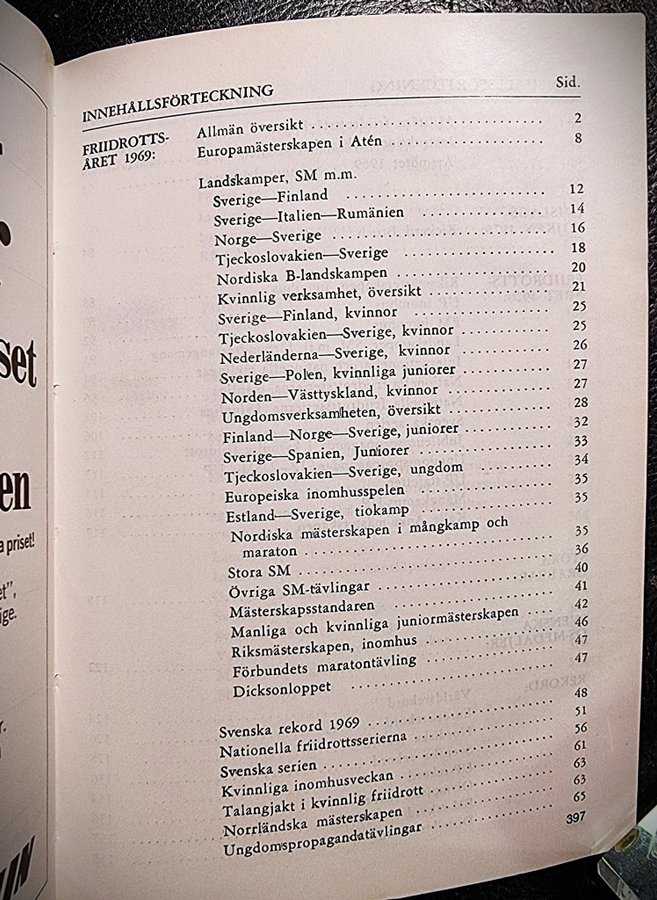 set
en
a priset!
et",
ige.
r.
INNEHÅLLSFÖRTECKNING Sid.
FRIIDROTTS-
ÅRET 1969:
Allmän översikt . . . . . . . . . . . . . . . . . . . . 2
Europamästerskapen i Atén . . . . . . . . . . . . . . . . 8
Landskamper, SM m.m.
Sverige—Finland . . . . . . . . . . . . . . . . . . . . 12
Sverige—Italien—Rumänien . . . . . . . . . . . . . 14
Norge—Sverige . . . . . . . . . . . . . . . . . . . . 16
Tjeckoslovakien—Sverige . . . . . . . . . . . . . . . 18
Nordiska B-landskampen . . . . . . . . . . . . . . . 20
Kvinnlig verksamhet, översikt . . . . . . . . . . . . 21
Sverige—Finland, kvinnor . . . . . . . . . . . . . . 25
Tjeckoslovakien—Sverige, kvinnor . . . . . . . . . . 25
Nederländerna—Sverige, kvinnor . . . . . . . . . . 26
Sverige—Polen, kvinnliga juniorer . . . . . . . . . . 27
Norden—Västtyskland, kvinnor . . . . . . . . . . . 27
Ungdomsverksamheten, översikt . . . . . . . . . . . 28
Finland—Norge—Sverige, juniorer . . . . . . . . . 32
Sverige—Spanien, Juniorer . . . . . . . . . . . . . . 33
Tjeckoslovakien—Sverige, ungdom . . . . . . . . 34
Europeiska inomhusspelen . . . . . . . . . . . . . . 35
Estland—Sverige, tiokamp . . . . . . . . . . . . . . 35
Nordiska mästerskapen i mångkamp och
maraton . . . . . . . . . . . . . . . . . . . . . . . 35
Stora SM . . . . . . . . . . . . . . . . . . . . . . . 36
Övriga SM-tävlingar . . . . . . . . . . . . . . . . . 40
Mästerskapsstandaren . . . . . . . . . . . . . . . . 41
Manliga och kvinnliga juniormästerskapen . . . . 42
Riksmästerskapen, inomhus . . . . . . . . . . . . . 46
Förbundets maratontävling . . . . . . . . . . . . . 47
Dicksonloppet . . . . . . . . . . . . . . . . . . . . 47
Svenska rekord 1969 . . . . . . . . . . . . . . . . . 48
Nationella friidrottsserierna . . . . . . . . . . . . . 51
Svenska serien . . . . . . . . . . . . . . . . . . . . 56
Kvinnliga inomhusveckan . . . . . . . . . . . . . . 61
Talangjakt i kvinnlig friidrott . . . . . . . . . . . . 63
Norrländska mästerskapen . . . . . . . . . . . . . 63
Ungdomspropagandatävlingar . . . . . . . . . . . . 65
397